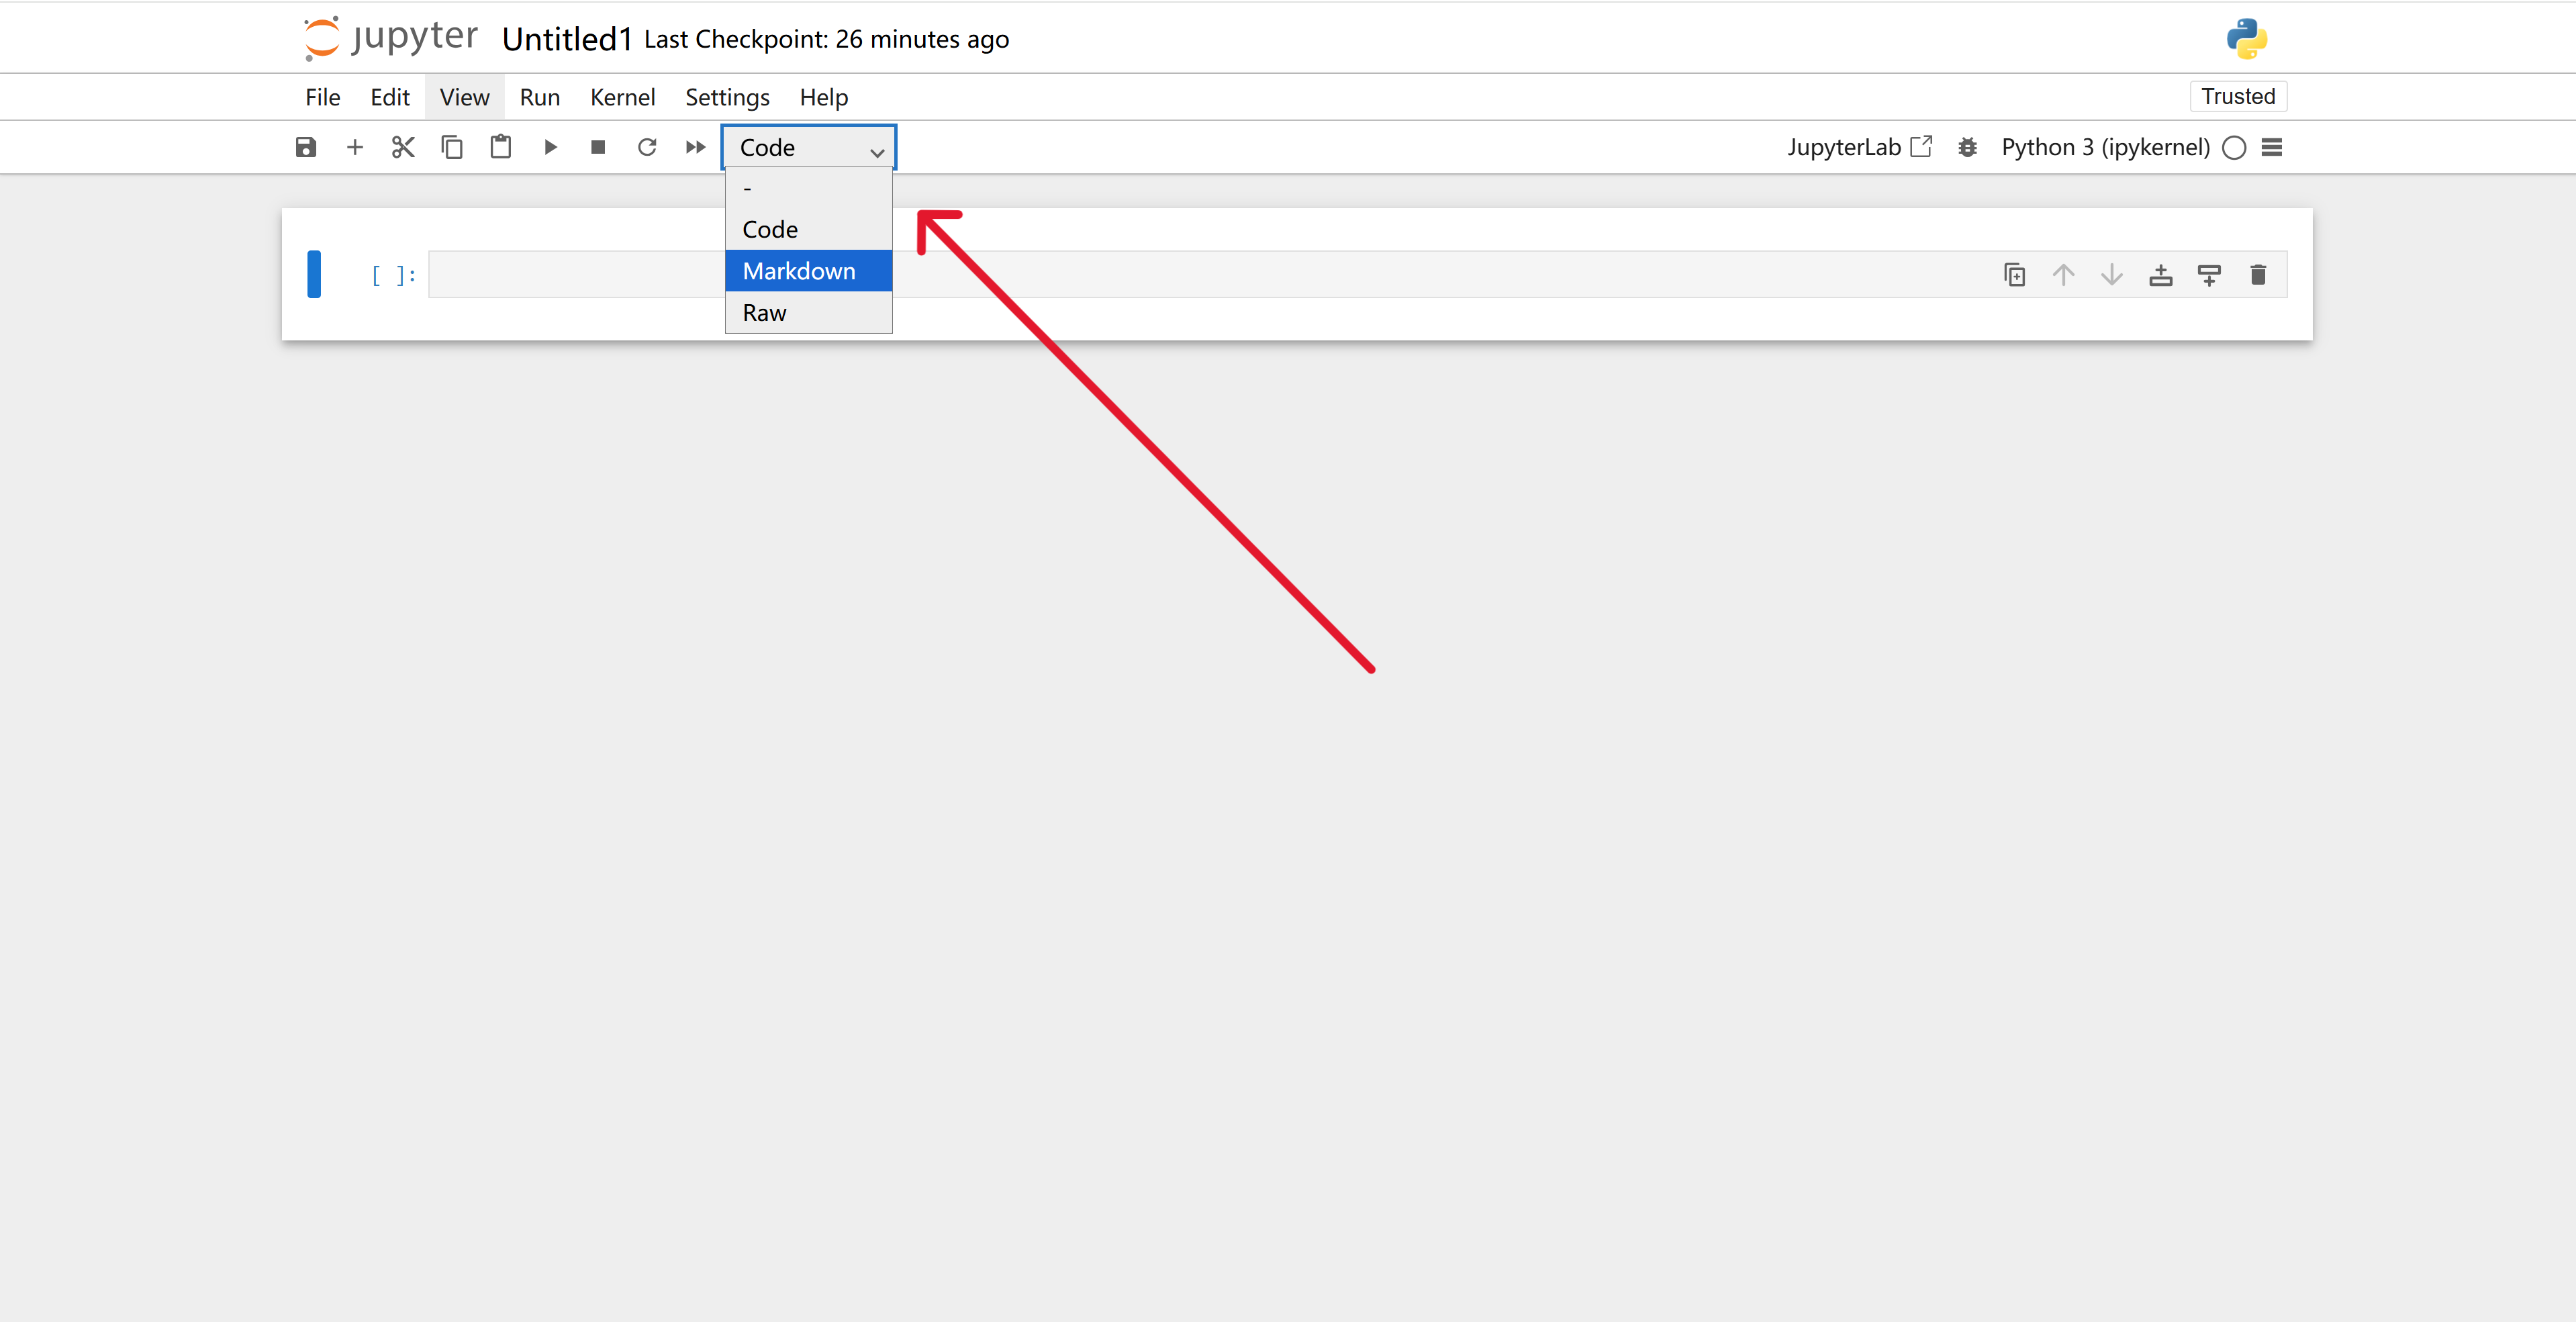 jupyter Untitled1 Last Checkpoint: 26 minutes ago
File Edit View Run Kernel Settings Help Trusted
Code JupyterLab Python 3 (ipykernel)
-
Code
[ ]: Markdown
Raw